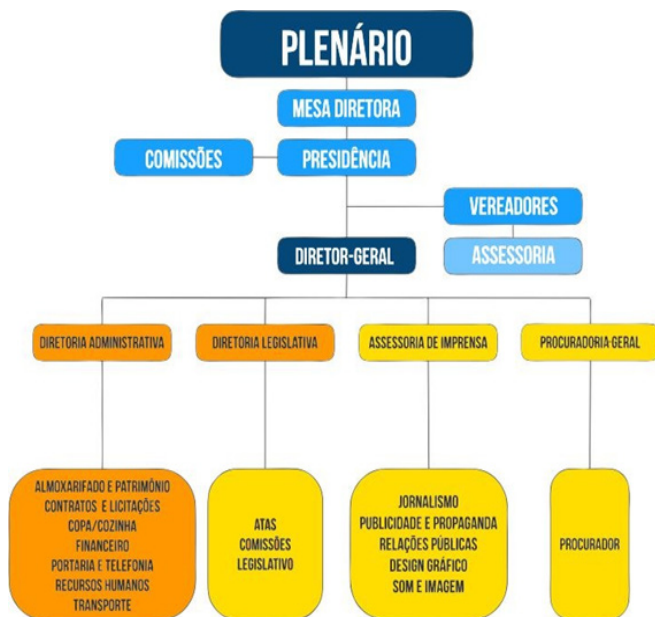 PLENÁRIO
MESA DIRETORA
COMISSÕES
PRESIDÊNCIA
VEREADORES
DIRETOR-GERAL
ASSESSORIA
DIRETORIA ADMINISTRATIVA
DIRETORIA LEGISLATIVA
ASSESSORIA DE IMPRENSA
PROCURADORIA-GERAL
ALMOXARIFADO E PATRIMÔNIO
CONTRATOS E LICITAÇÕES
COPA/COZINHA
FINANCEIRO
PORTARIA E TELEFONIA
RECURSOS HUMANOS
TRANSPORTE
ATAS
COMISSÕES
LEGISLATIVO
JORNALISMO
PUBLICIDADE E PROPAGANDA
RELAÇÕES PÚBLICAS
DESIGN GRÁFICO
SOM E IMAGEM
PROCURADOR